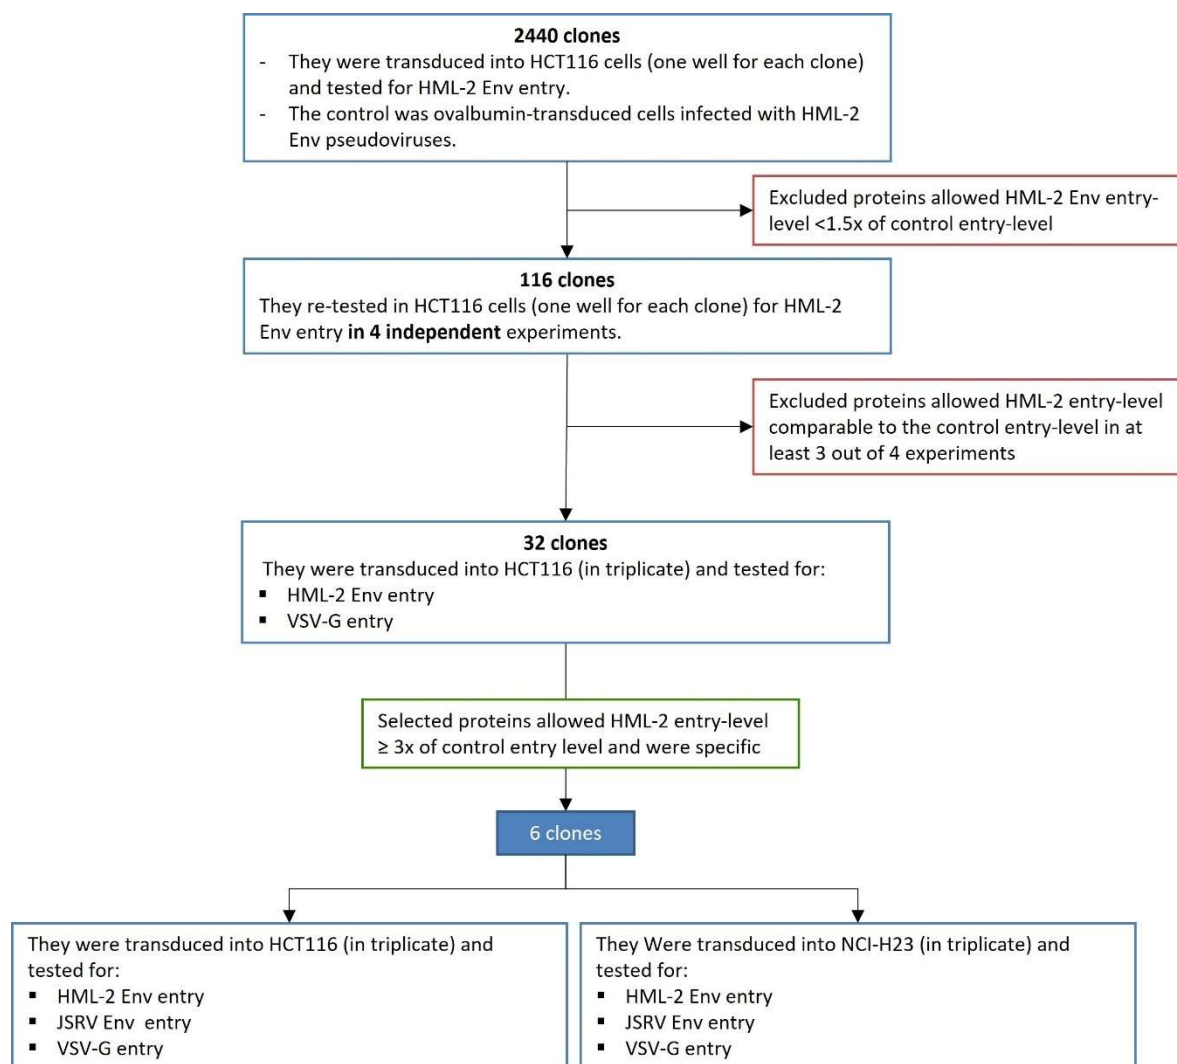 2440 clones
- They were transduced into HCT116 cells (one well for each clone)
and tested for HML-2 Env entry.
- The control was ovalbumin-transduced cells infected with HML-2
Env pseudoviruses.
Excluded proteins allowed HML-2 Env entry-
level <1.5x of control entry-level
116 clones
They re-tested in HCT116 cells (one well for each clone) for HML-2
Env entry in 4 independent experiments.
Excluded proteins allowed HML-2 entry-level
comparable to the control entry-level in at
least 3 out of 4 experiments
32 clones
They were transduced into HCT116 (in triplicate) and tested for:
▪ HML-2 Env entry
▪ VSV-G entry
Selected proteins allowed HML-2 entry-level
≥ 3x of control entry level and were specific
6 clones
They were transduced into HCT116 (in triplicate) and
tested for:
▪ HML-2 Env entry
▪ JSRV Env entry
▪ VSV-G entry
They Were transduced into NCI-H23 (in triplicate) and
tested for:
▪ HML-2 Env entry
▪ JSRV Env entry
▪ VSV-G entry